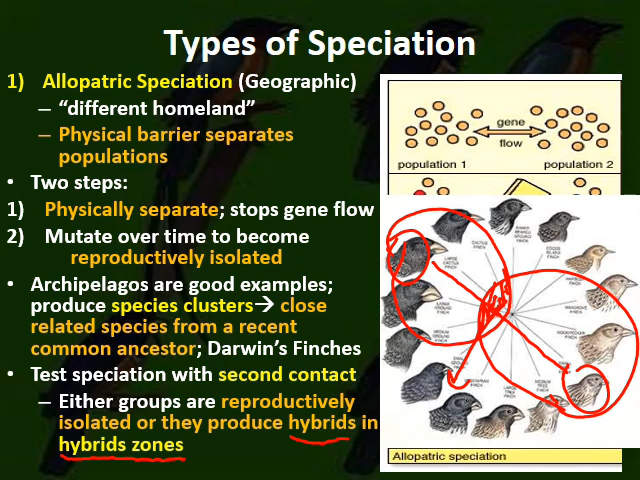 Types of Speciation
1) Allopatric Speciation (Geographic)
– “different homeland”
– Physical barrier separates
populations
• Two steps:
1) Physically separate; stops gene flow
2) Mutate over time to become
reproductively isolated
• Archipelagos are good examples;
produce species clusters→ close
related species from a recent
common ancestor; Darwin’s Finches
• Test speciation with second contact
– Either groups are reproductively
isolated or they produce hybrids in
hybrids zones
gene
flow
population 1
population 2
CACTUS
FINCH
LARGE
CACTUS
FINCH
LARGE
GROUND
FINCH
MEDIUM
GROUND
FINCH
GROUND
FINCH
VEGETARIAN
FINCH
LARGE
TREE
FINCH
MEDIUM
TREE
FINCH
WOODPECKER
FINCH
MANGROVE
FINCH
COCOS
ISLAND
FINCH
GROUND
FINCH
Allopatric speciation